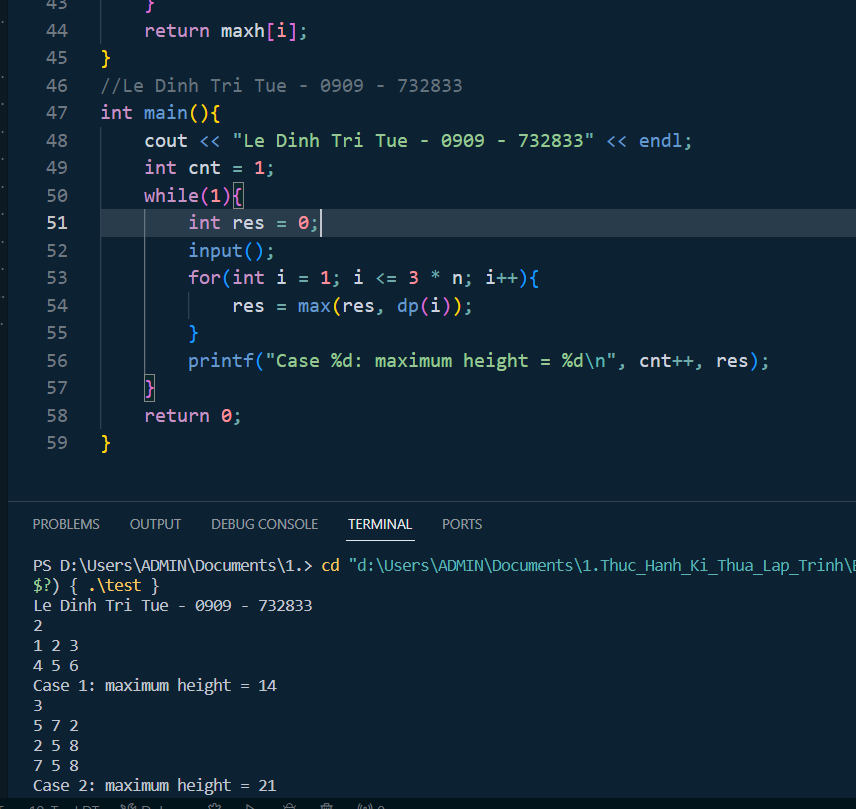 43 }
44 return maxh[i];
45 }
46 //Le Dinh Tri Tue - 0909 - 732833
47 int main(){
48 cout << "Le Dinh Tri Tue - 0909 - 732833" << endl;
49 int cnt = 1;
50 while(1){
51 int res = 0;
52 input();
53 for(int i = 1; i <= 3 * n; i++){
54 res = max(res, dp(i));
55 }
56 printf("Case %d: maximum height = %d\n", cnt++, res);
57 }
58 return 0;
59 }
PROBLEMS OUTPUT DEBUG CONSOLE TERMINAL PORTS
PS D:\Users\ADMIN\Documents\1.> cd "d:\Users\ADMIN\Documents\1.Thuc_Hanh_Ki_Thua_Lap_Trinh\
$?) { .\test }
Le Dinh Tri Tue - 0909 - 732833
2
1 2 3
4 5 6
Case 1: maximum height = 14
3
5 7 2
2 5 8
7 5 8
Case 2: maximum height = 21